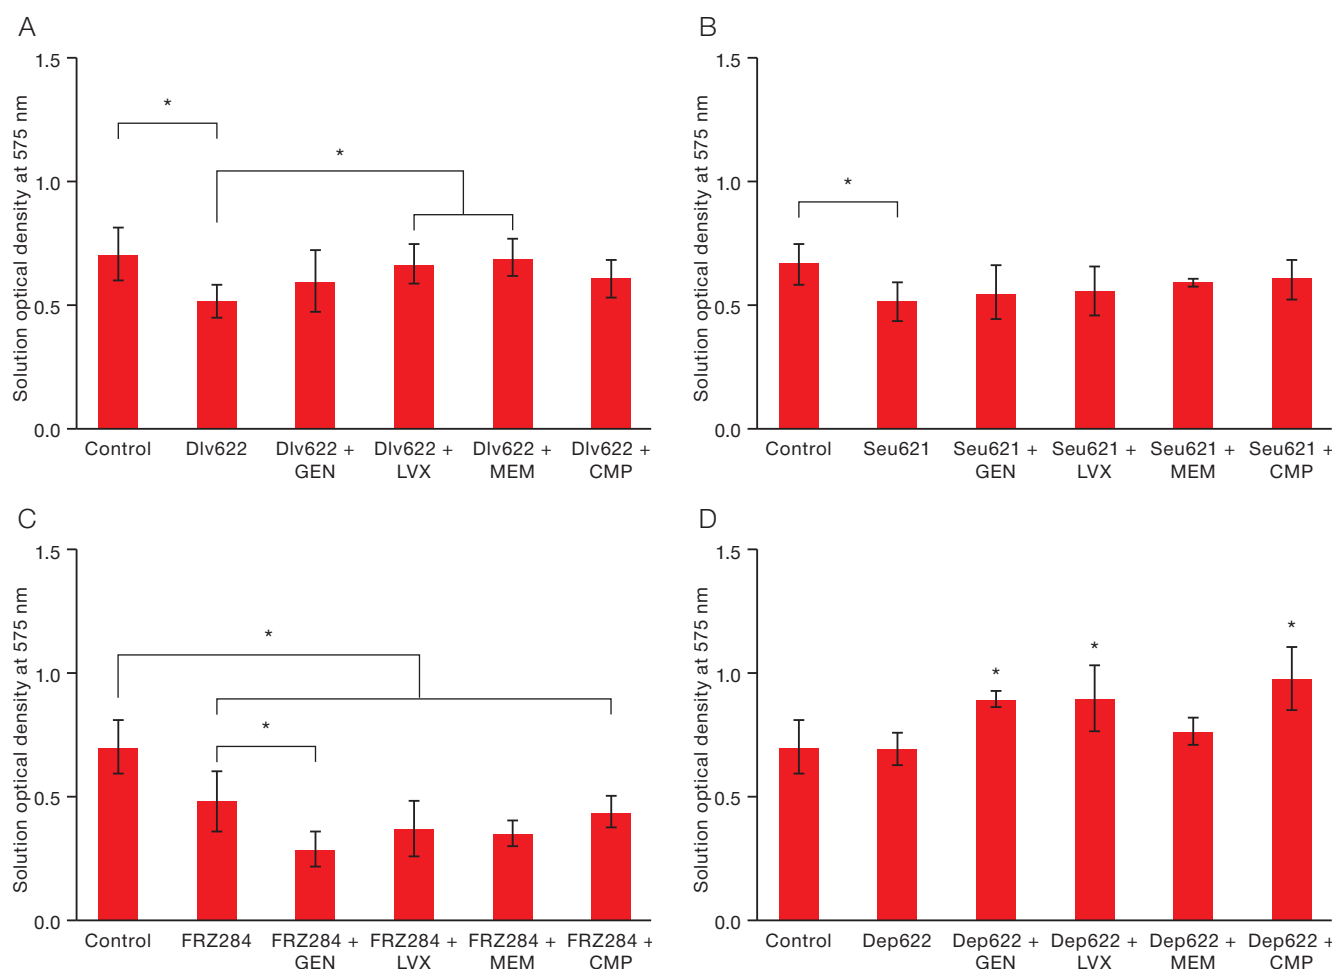 A
Solution optical density at 575 nm
1.5
1.0
0.5
0.0
*
*
Control
Dlv622
Dlv622 +
GEN
Dlv622 +
LVX
Dlv622 +
MEM
Dlv622 +
CMP
B
Solution optical density at 575 nm
1.5
1.0
0.5
0.0
*
Control
Seu621
Seu621 +
GEN
Seu621 +
LVX
Seu621 +
MEM
Seu621 +
CMP
C
Solution optical density at 575 nm
1.5
1.0
0.5
0.0
*
*
Control
FRZ284
FRZ284 +
GEN
FRZ284 +
LVX
FRZ284 +
MEM
FRZ284 +
CMP
D
Solution optical density at 575 nm
1.5
1.0
0.5
0.0
*
*
*
Control
Dep622
Dep622 +
GEN
Dep622 +
LVX
Dep622 +
MEM
Dep622 +
CMP